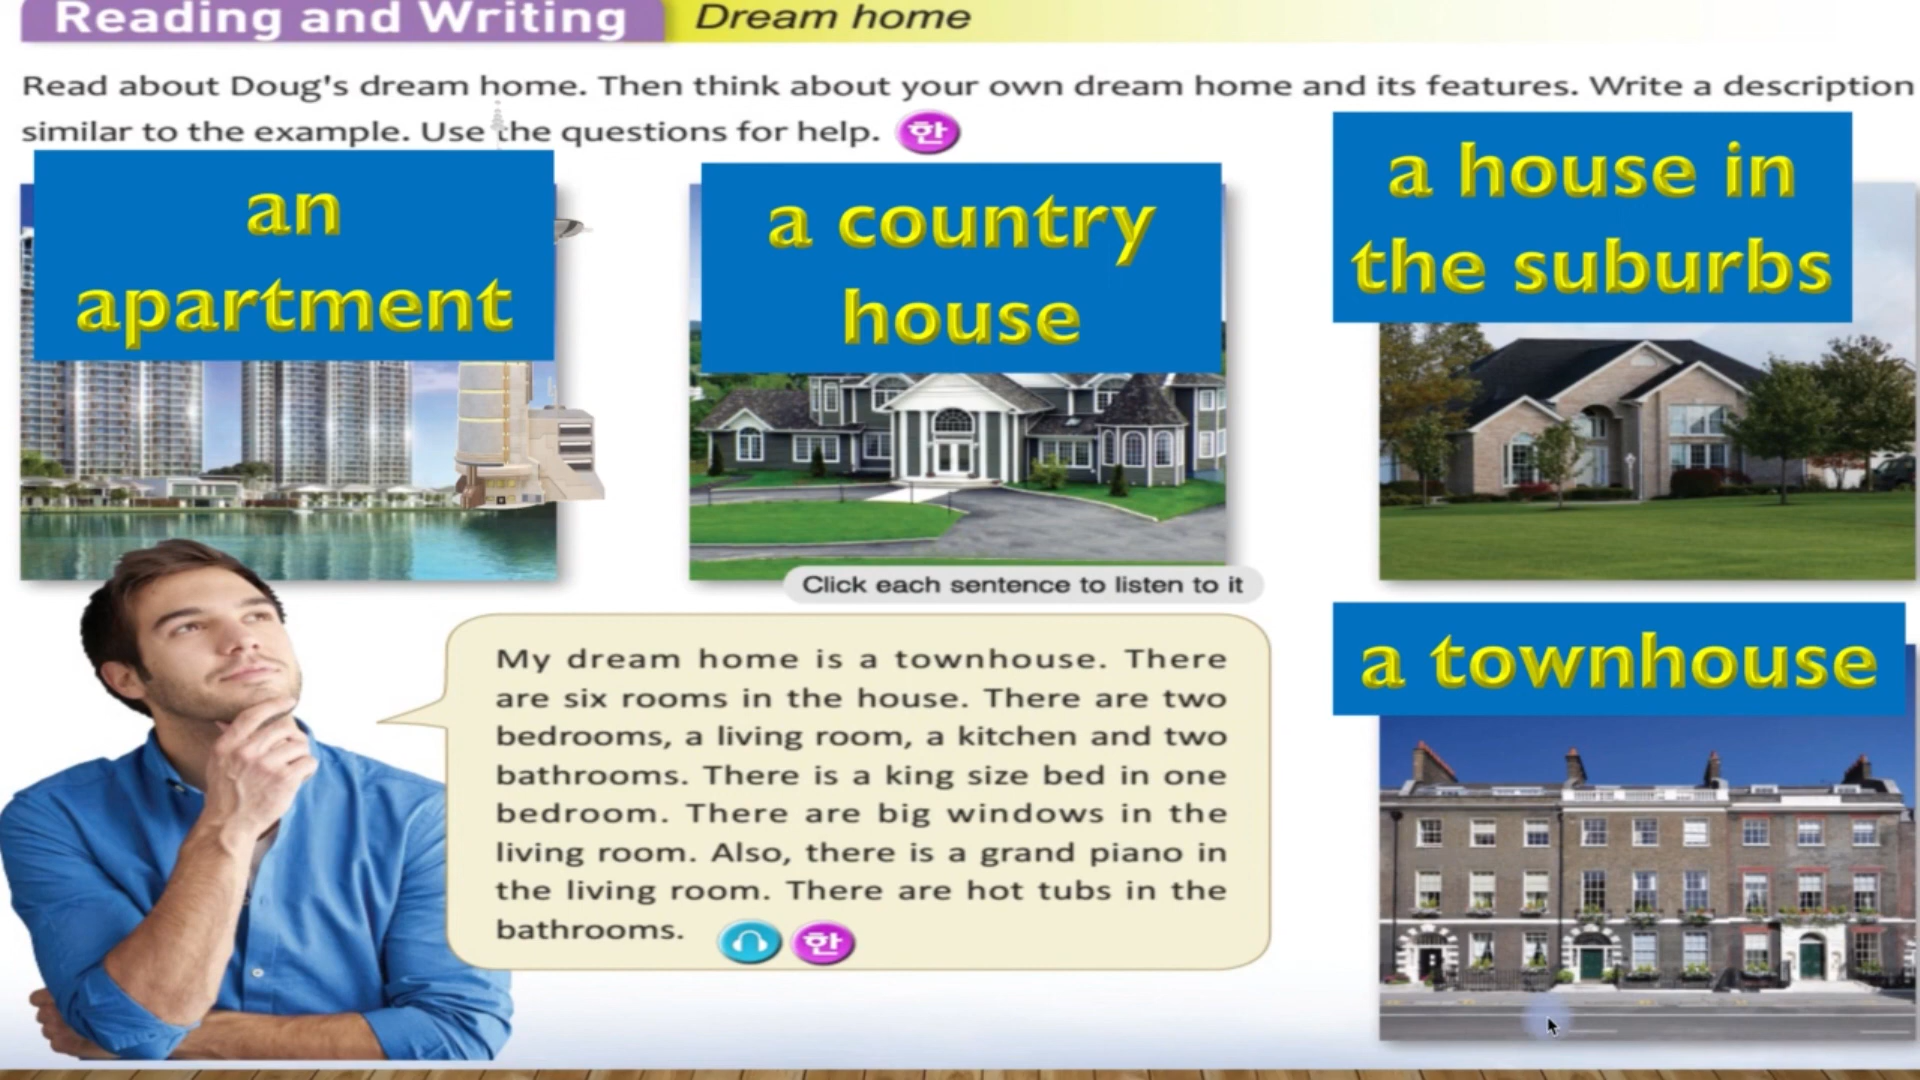 Reading and Writing
Dream home
Read about Doug's dream home. Then think about your own dream home and its features. Write a description
similar to the example. Use the questions for help. 한
an
apartment
a country
house
a house in
the suburbs
Click each sentence to listen to it
My dream home is a townhouse. There
are six rooms in the house. There are two
bedrooms, a living room, a kitchen and two
bathrooms. There is a king size bed in one
bedroom. There are big windows in the
living room. Also, there is a grand piano in
the living room. There are hot tubs in the
bathrooms. 한
a townhouse